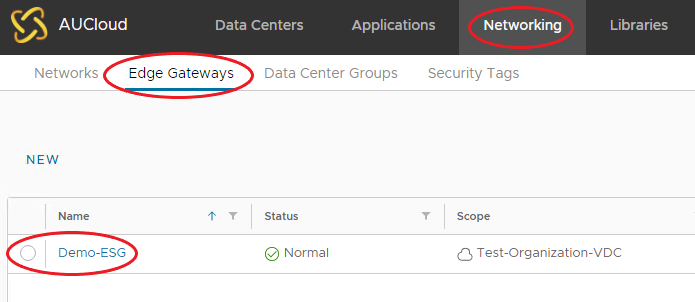 AUCloud Data Centers Applications Networking Libraries
Networks Edge Gateways Data Center Groups Security Tags
NEW
Name Status Scope
Demo-ESG Normal Test-Organization-VDC